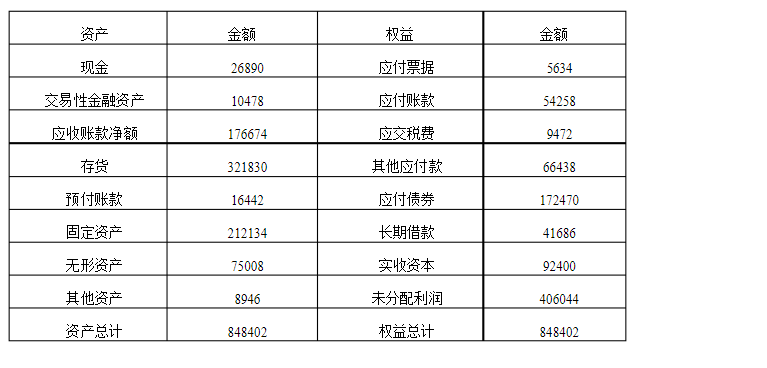 资产 金额 权益 金额
现金 26890 应付票据 5634
交易性金融资产 10478 应付账款 54258
应收账款净额 176674 应交税费 9472
存货 321830 其他应付款 66438
预付账款 16442 应付债券 172470
固定资产 212134 长期借款 41686
无形资产 75008 实收资本 92400
其他资产 8946 未分配利润 406044
资产总计 848402 权益总计 848402